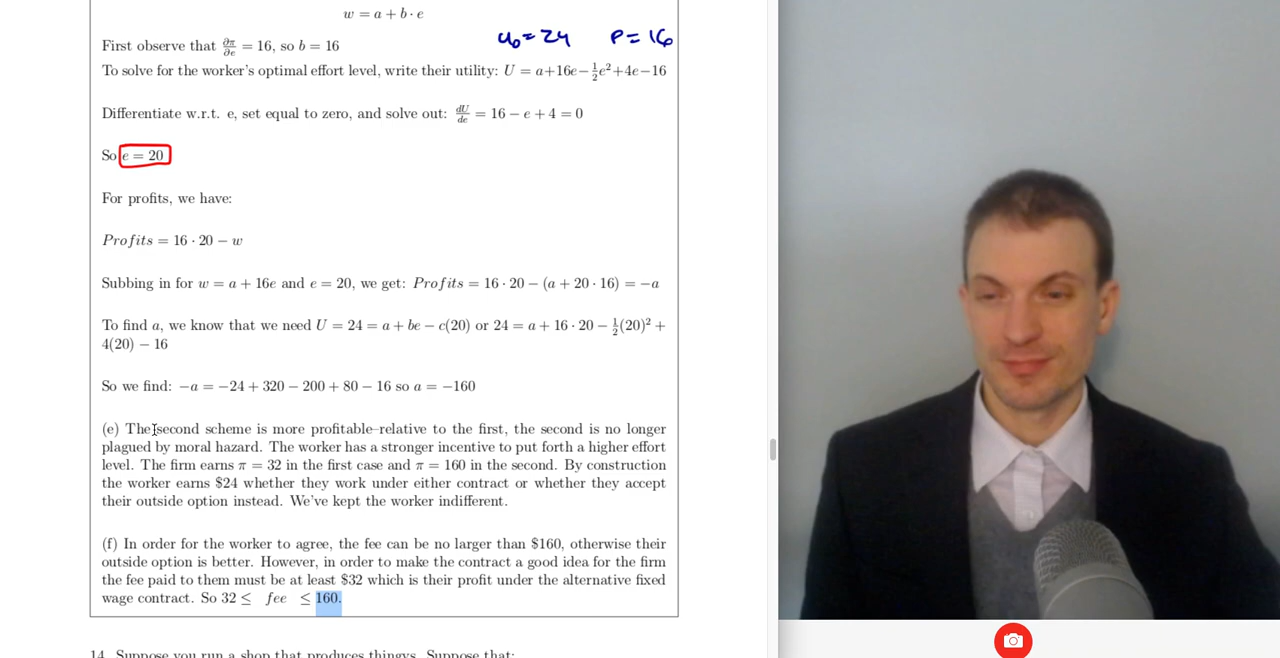 w = a + b · e
u₀ = 24 P = 16
First observe that ∂π/∂e = 16, so b = 16
To solve for the worker's optimal effort level, write their utility: U = a+16e−½e²+4e−16
Differentiate w.r.t. e, set equal to zero, and solve out: dU/de = 16 − e + 4 = 0
So e = 20
For profits, we have:
Profits = 16 · 20 − w
Subbing in for w = a + 16e and e = 20, we get: Profits = 16 · 20 − (a + 20 · 16) = −a
To find a, we know that we need U = 24 = a + be − c(20) or 24 = a + 16 · 20 − ½(20)² +
4(20) − 16
So we find: −a = −24 + 320 − 200 + 80 − 16 so a = −160
(e) The second scheme is more profitable–relative to the first, the second is no longer
plagued by moral hazard. The worker has a stronger incentive to put forth a higher effort
level. The firm earns π = 32 in the first case and π = 160 in the second. By construction
the worker earns $24 whether they work under either contract or whether they accept
their outside option instead. We've kept the worker indifferent.
(f) In order for the worker to agree, the fee can be no larger than $160, otherwise their
outside option is better. However, in order to make the contract a good idea for the firm
the fee paid to them must be at least $32 which is their profit under the alternative fixed
wage contract. So 32 ≤ fee ≤ 160.
14. Suppose you run a shop that produces thingys. Suppose that: